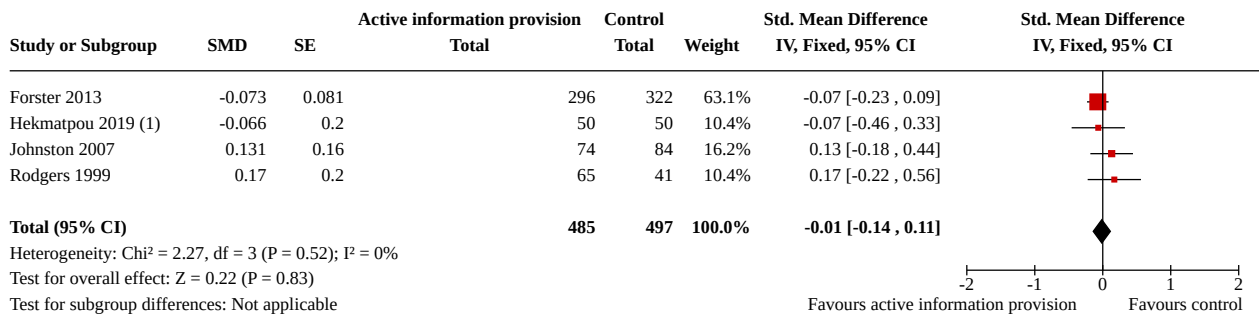 Active information provision Control Std. Mean Difference Std. Mean Difference
Study or Subgroup SMD SE Total Total Weight IV, Fixed, 95% CI IV, Fixed, 95% CI
Forster 2013 -0.073 0.081 296 322 63.1% -0.07 [-0.23 , 0.09]
Hekmatpou 2019 (1) -0.066 0.2 50 50 10.4% -0.07 [-0.46 , 0.33]
Johnston 2007 0.131 0.16 74 84 16.2% 0.13 [-0.18 , 0.44]
Rodgers 1999 0.17 0.2 65 41 10.4% 0.17 [-0.22 , 0.56]
Total (95% CI) 485 497 100.0% -0.01 [-0.14 , 0.11]
Heterogeneity: Chi² = 2.27, df = 3 (P = 0.52); I² = 0%
Test for overall effect: Z = 0.22 (P = 0.83)
-2 -1 0 1 2
Test for subgroup differences: Not applicable
Favours active information provision Favours control